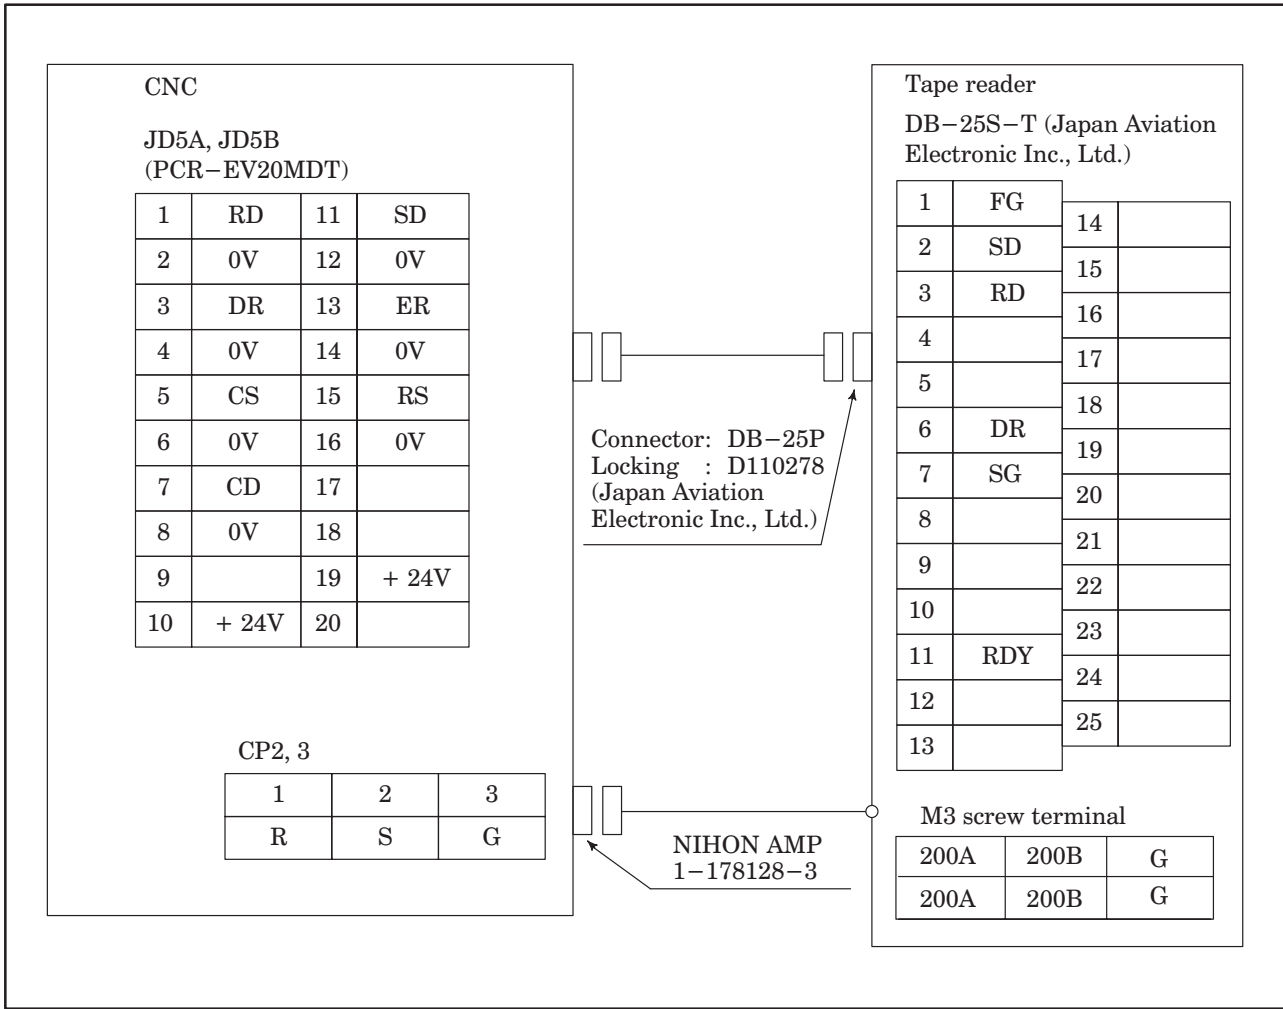 CNC
JD5A, JD5B
(PCR−EV20MDT)
1 RD 11 SD
2 0V 12 0V
3 DR 13 ER
4 0V 14 0V
5 CS 15 RS
6 0V 16 0V
7 CD 17
8 0V 18
9 19 + 24V
10 + 24V 20
CP2, 3
1 2 3
R S G
Connector: DB−25P
Locking : D110278
(Japan Aviation
Electronic Inc., Ltd.)
NIHON AMP
1−178128−3
Tape reader
DB−25S−T (Japan Aviation
Electronic Inc., Ltd.)
1 FG
2 SD
3 RD
4
5
6 DR
7 SG
8
9
10
11 RDY
12
13
14
15
16
17
18
19
20
21
22
23
24
25
M3 screw terminal
200A 200B G
200A 200B G